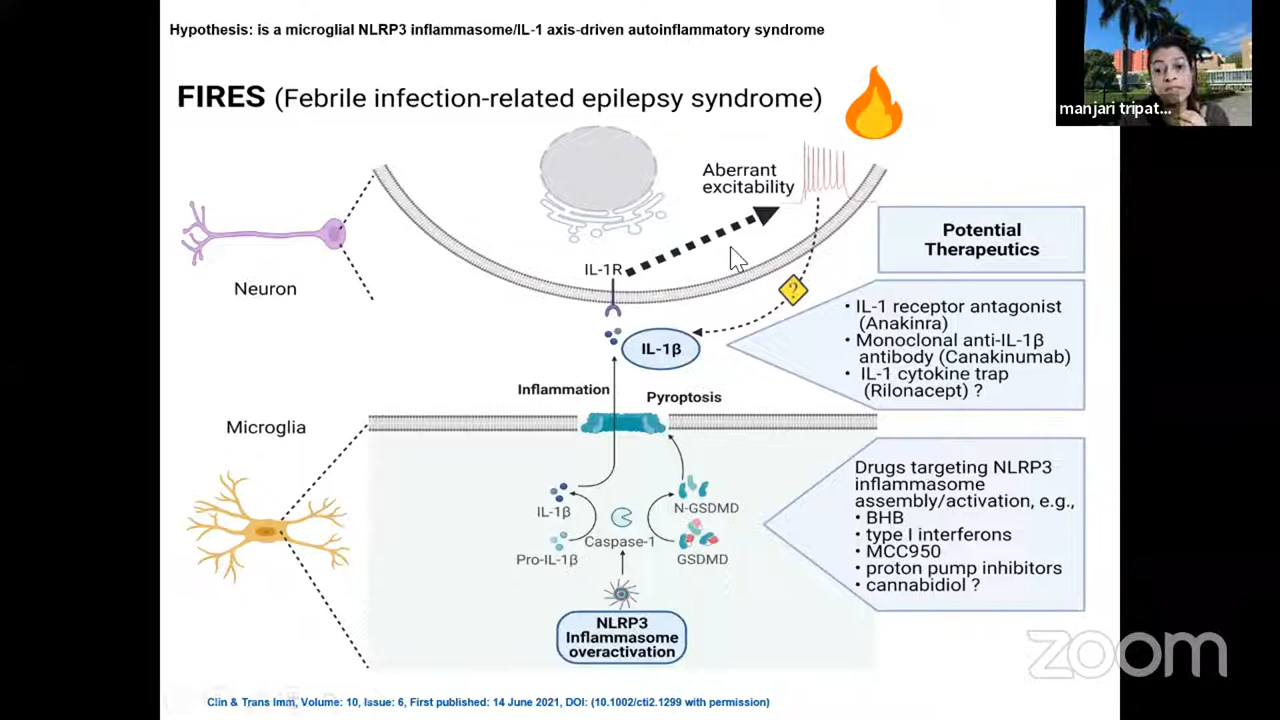 Hypothesis: is a microglial NLRP3 inflammasome/IL-1 axis-driven autoinflammatory syndrome
manjari tripat...
FIRES (Febrile infection-related epilepsy syndrome)
Aberrant
excitability
IL-1R
Neuron
?
IL-1β
Potential
Therapeutics
• IL-1 receptor antagonist
(Anakinra)
• Monoclonal anti-IL-1β
antibody (Canakinumab)
• IL-1 cytokine trap
(Rilonacept) ?
Inflammation
Pyroptosis
Microglia
IL-1β
N-GSDMD
Caspase-1
Pro-IL-1β
GSDMD
NLRP3
Inflammasome
overactivation
Drugs targeting NLRP3
inflammasome
assembly/activation, e.g.,
• BHB
• type I interferons
• MCC950
• proton pump inhibitors
• cannabidiol ?
zoom
Clin & Trans Imm, Volume: 10, Issue: 6, First published: 14 June 2021, DOI: (10.1002/cti2.1299 with permission)